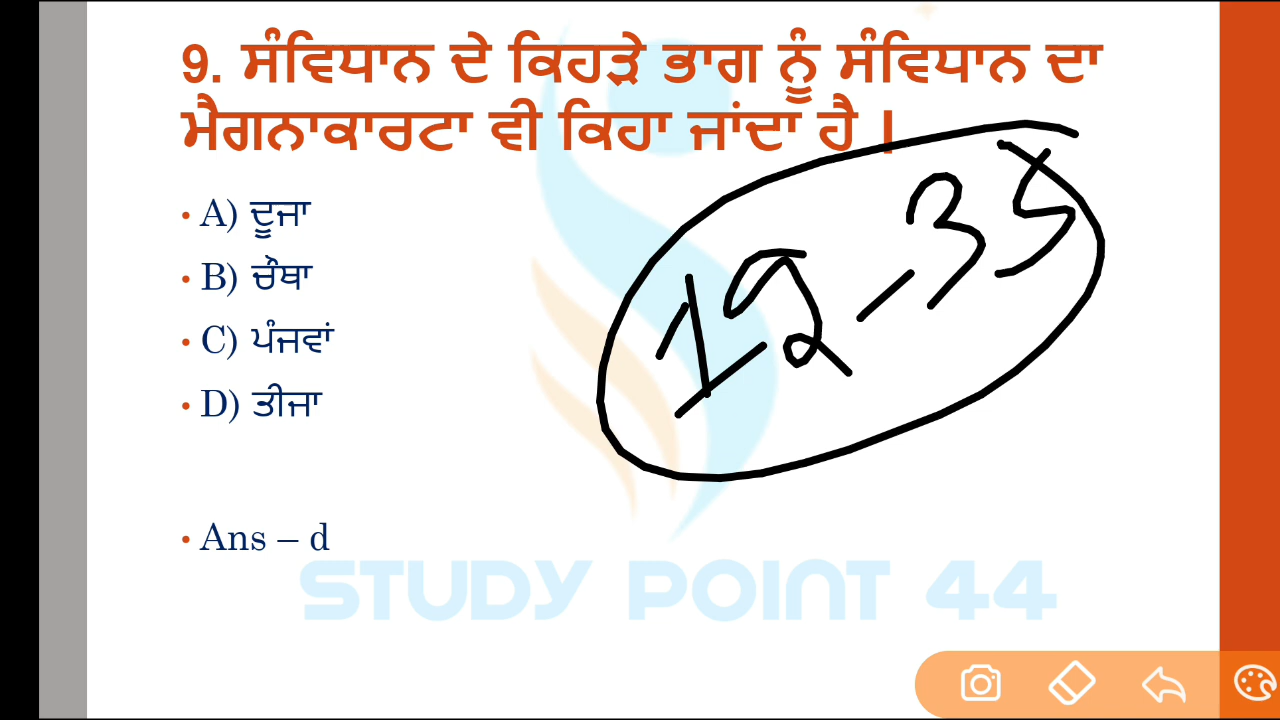 9. ਸੰਵਿਧਾਨ ਦੇ ਕਿਹੜੇ ਭਾਗ ਨੂੰ ਸੰਵਿਧਾਨ ਦਾ
ਮੈਗਨਾਕਾਰਟਾ ਵੀ ਕਿਹਾ ਜਾਂਦਾ ਹੈ ।
• A) ਦੂਜਾ
• B) ਚੌਥਾ
• C) ਪੰਜਵਾਂ
• D) ਤੀਜਾ
12-35
• Ans – d
STUDY POINT 44